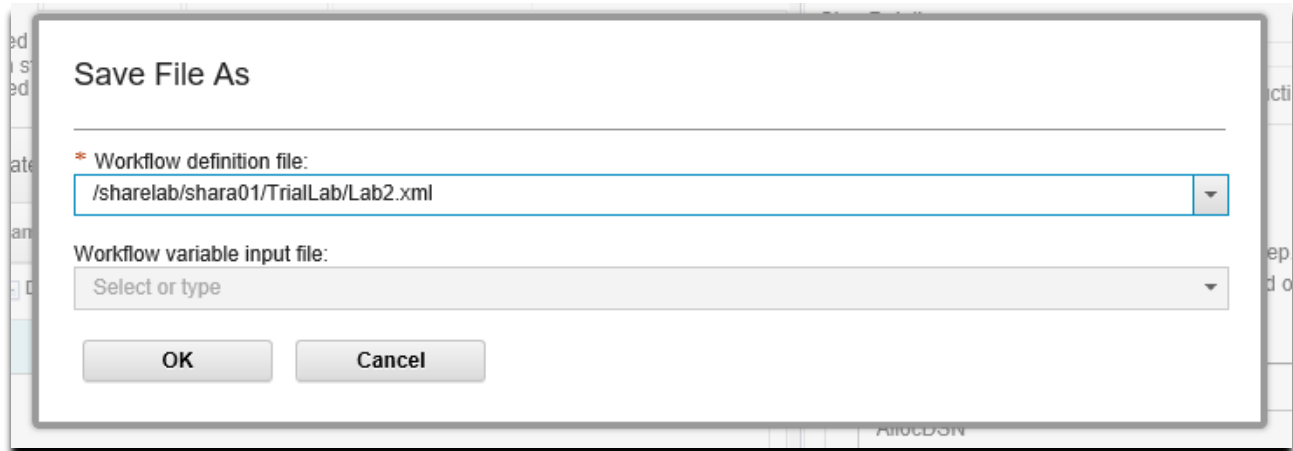 Save File As
* Workflow definition file:
/sharelab/shara01/TrialLab/Lab2.xml
Workflow variable input file:
Select or type
OK
Cancel
AllocDSN